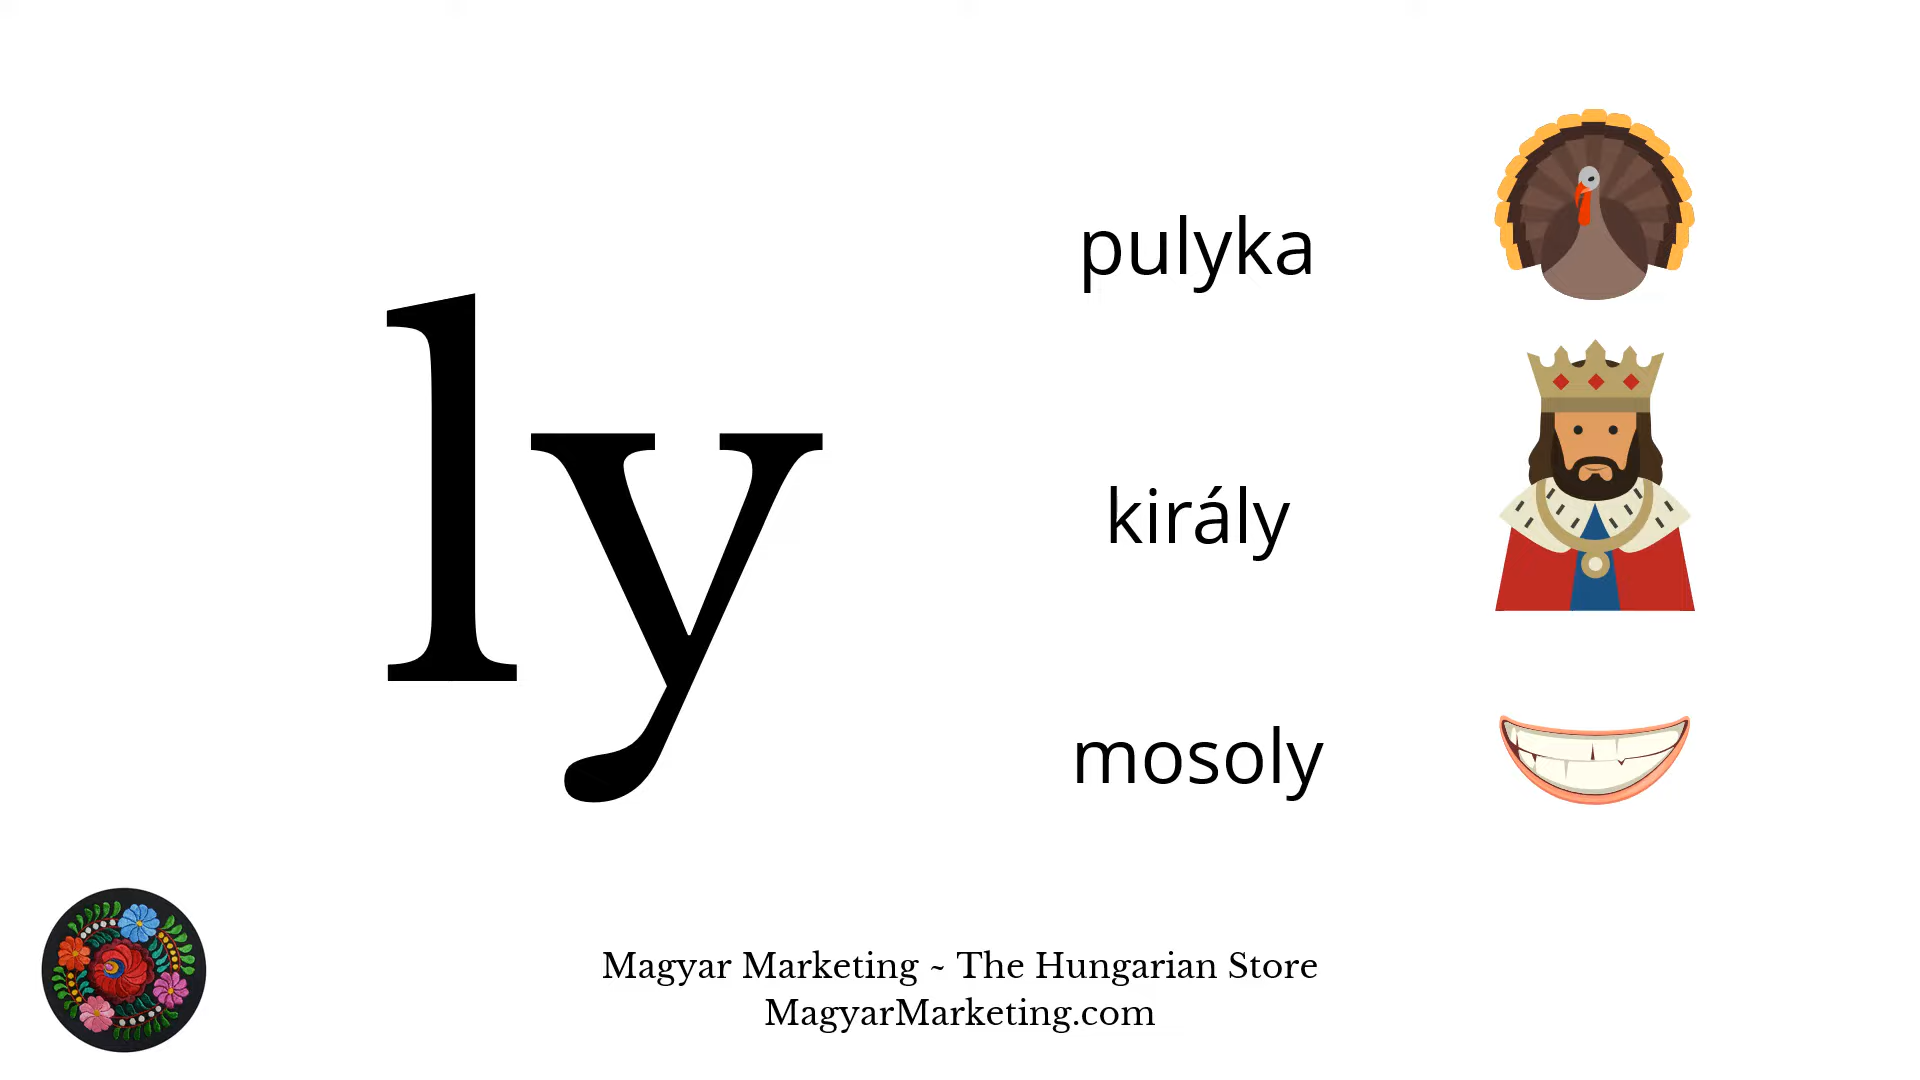 ly
pulyka
király
mosoly
Magyar Marketing ~ The Hungarian Store
MagyarMarketing.com